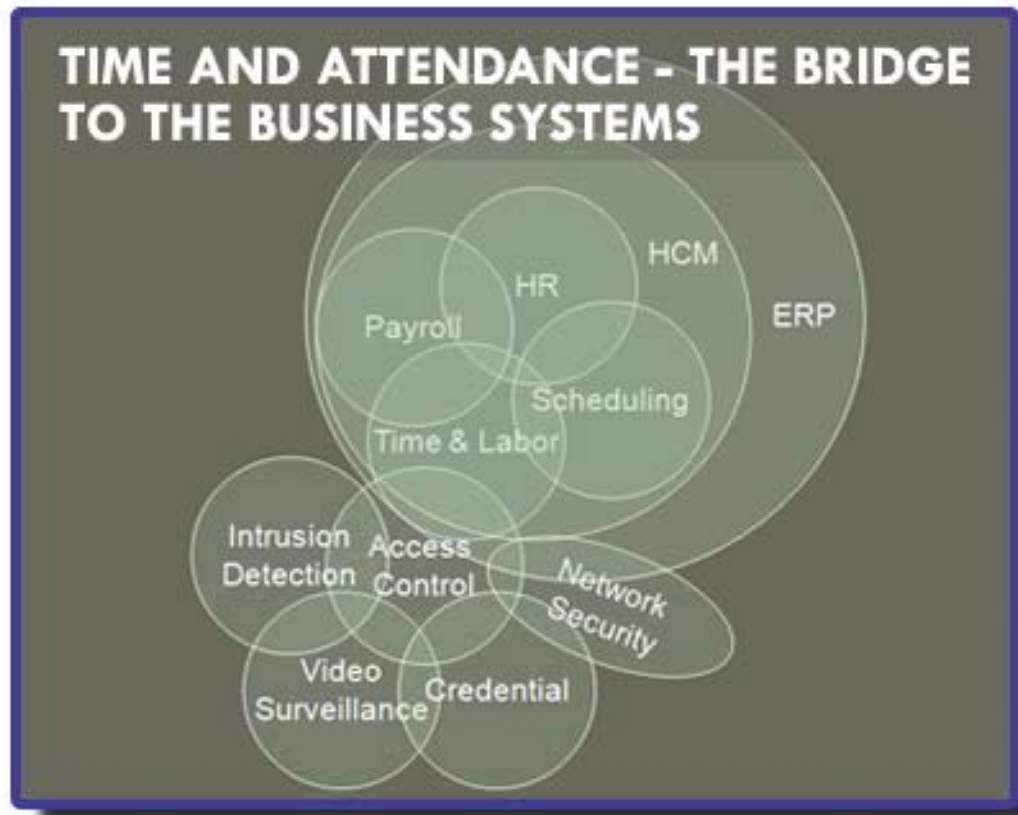 TIME AND ATTENDANCE - THE BRIDGE
TO THE BUSINESS SYSTEMS
HCM
HR
ERP
Payroll
Scheduling
Time & Labor
Intrusion
Detection
Access
Control
Network
Security
Video
Surveillance
Credential